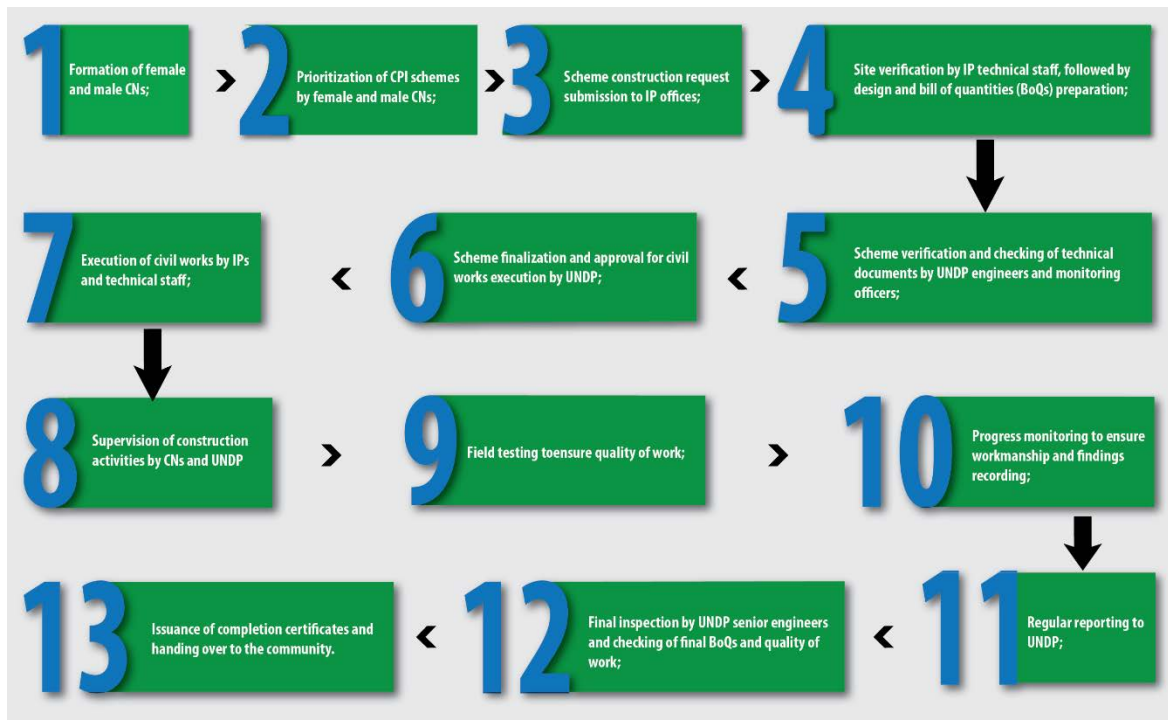 1
Formation of female
and male CNs;
2
Prioritization of CPI schemes
by female and male CNs;
3
Scheme construction request
submission to IP offices;
4
Site verification by IP technical staff, followed by
design and bill of quantities (BoQs) preparation;
5
Scheme verification and checking of technical
documents by UNDP engineers and monitoring
officers;
6
Scheme finalization and approval for civil
works execution by UNDP;
7
Execution of civil works by IPs
and technical staff;
8
Supervision of construction
activities by CNs and UNDP
9
Field testing toensure quality of work;
10
Progress monitoring to ensure
workmanship and findings
recording;
11
Regular reporting to
UNDP;
12
Final inspection by UNDP senior engineers
and checking of final BoQs and quality of
work;
13
Issuance of completion certificates and
handing over to the community.